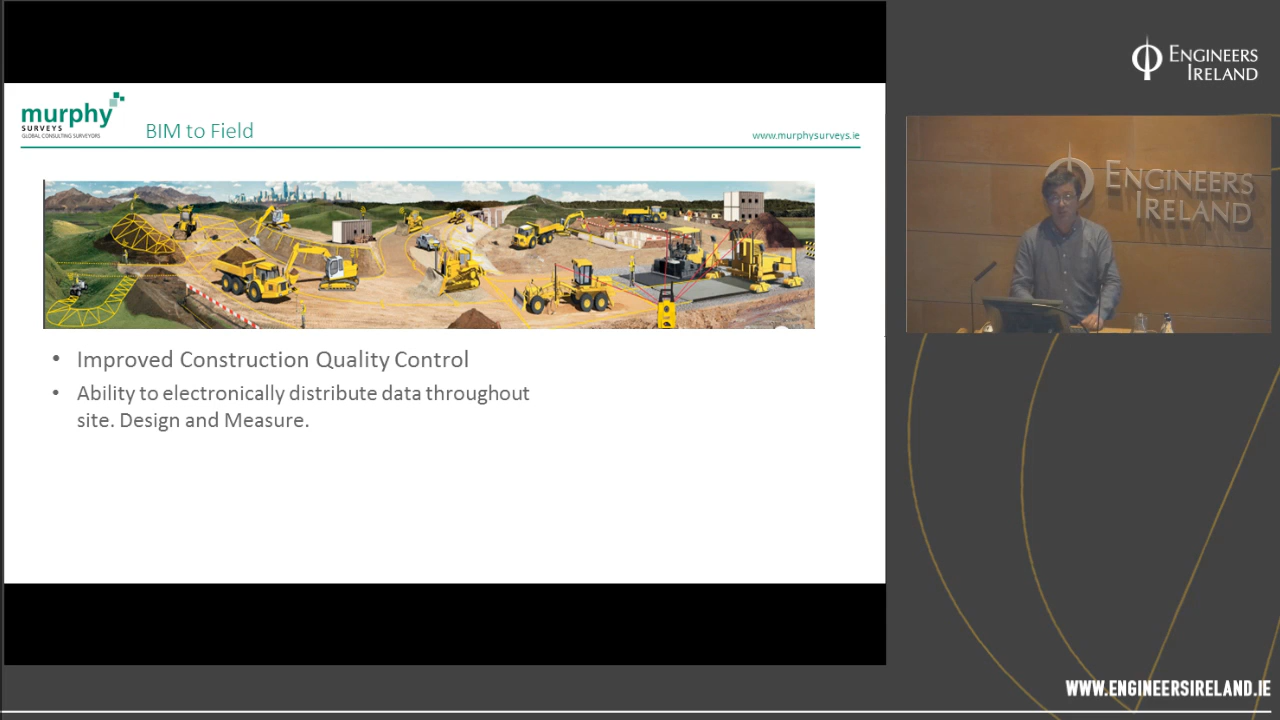 murphy
SURVEYS
GLOBAL CONSULTING SURVEYORS
BIM to Field
www.murphysurveys.ie
• Improved Construction Quality Control
• Ability to electronically distribute data throughout
site. Design and Measure.
ENGINEERS
IRELAND
ENGINEERS
IRELAND
WWW.ENGINEERSIRELAND.IE